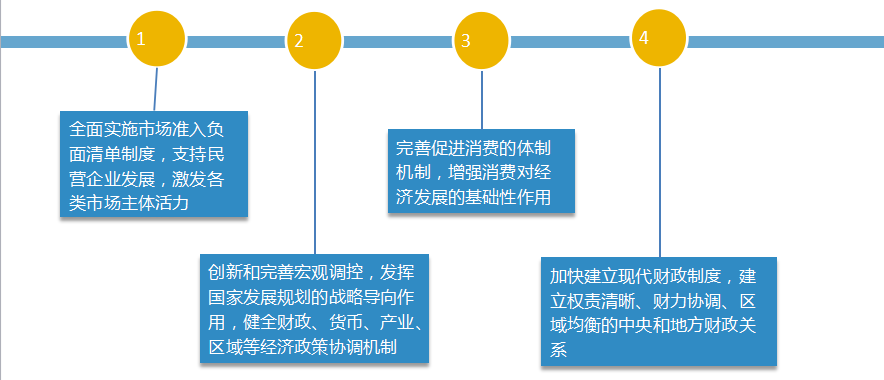 1
2
3
4
全面实施市场准入负
面清单制度，支持民
营企业发展，激发各
类市场主体活力
创新和完善宏观调控，发挥
国家发展规划的战略导向作
用，健全财政、货币、产业、
区域等经济政策协调机制
完善促进消费的体制
机制，增强消费对经
济发展的基础性作用
加快建立现代财政制度，建
立权责清晰、财力协调、区
域均衡的中央和地方财政关
系